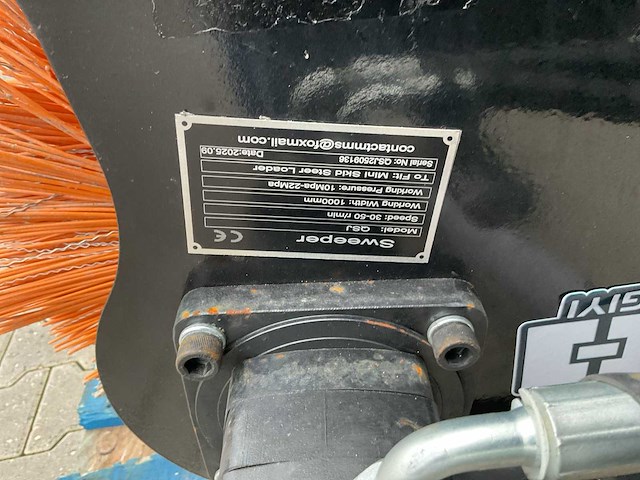 Sweeper CE
Model: QSJ
Speed: 30-50 r/min
Working Width: 1000mm
Working Pressure: 10Mpa-22Mpa
To Fit: Mini Skid Steer Loader
Serial No: QSJ2509136 Date:2025.09
contactmms@foxmail.com
GIYI